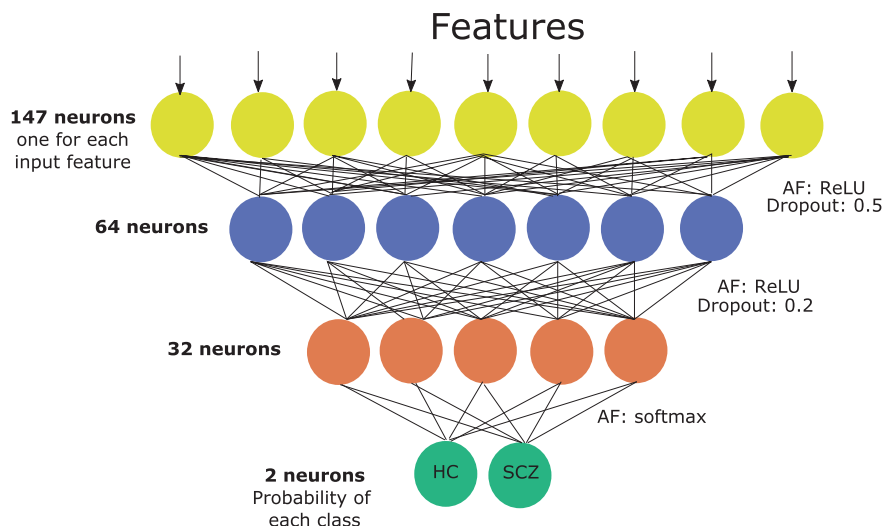 Features
147 neurons
one for each
input feature
AF: ReLU
Dropout: 0.5
64 neurons
AF: ReLU
Dropout: 0.2
32 neurons
AF: softmax
HC
SCZ
2 neurons
Probability of
each class